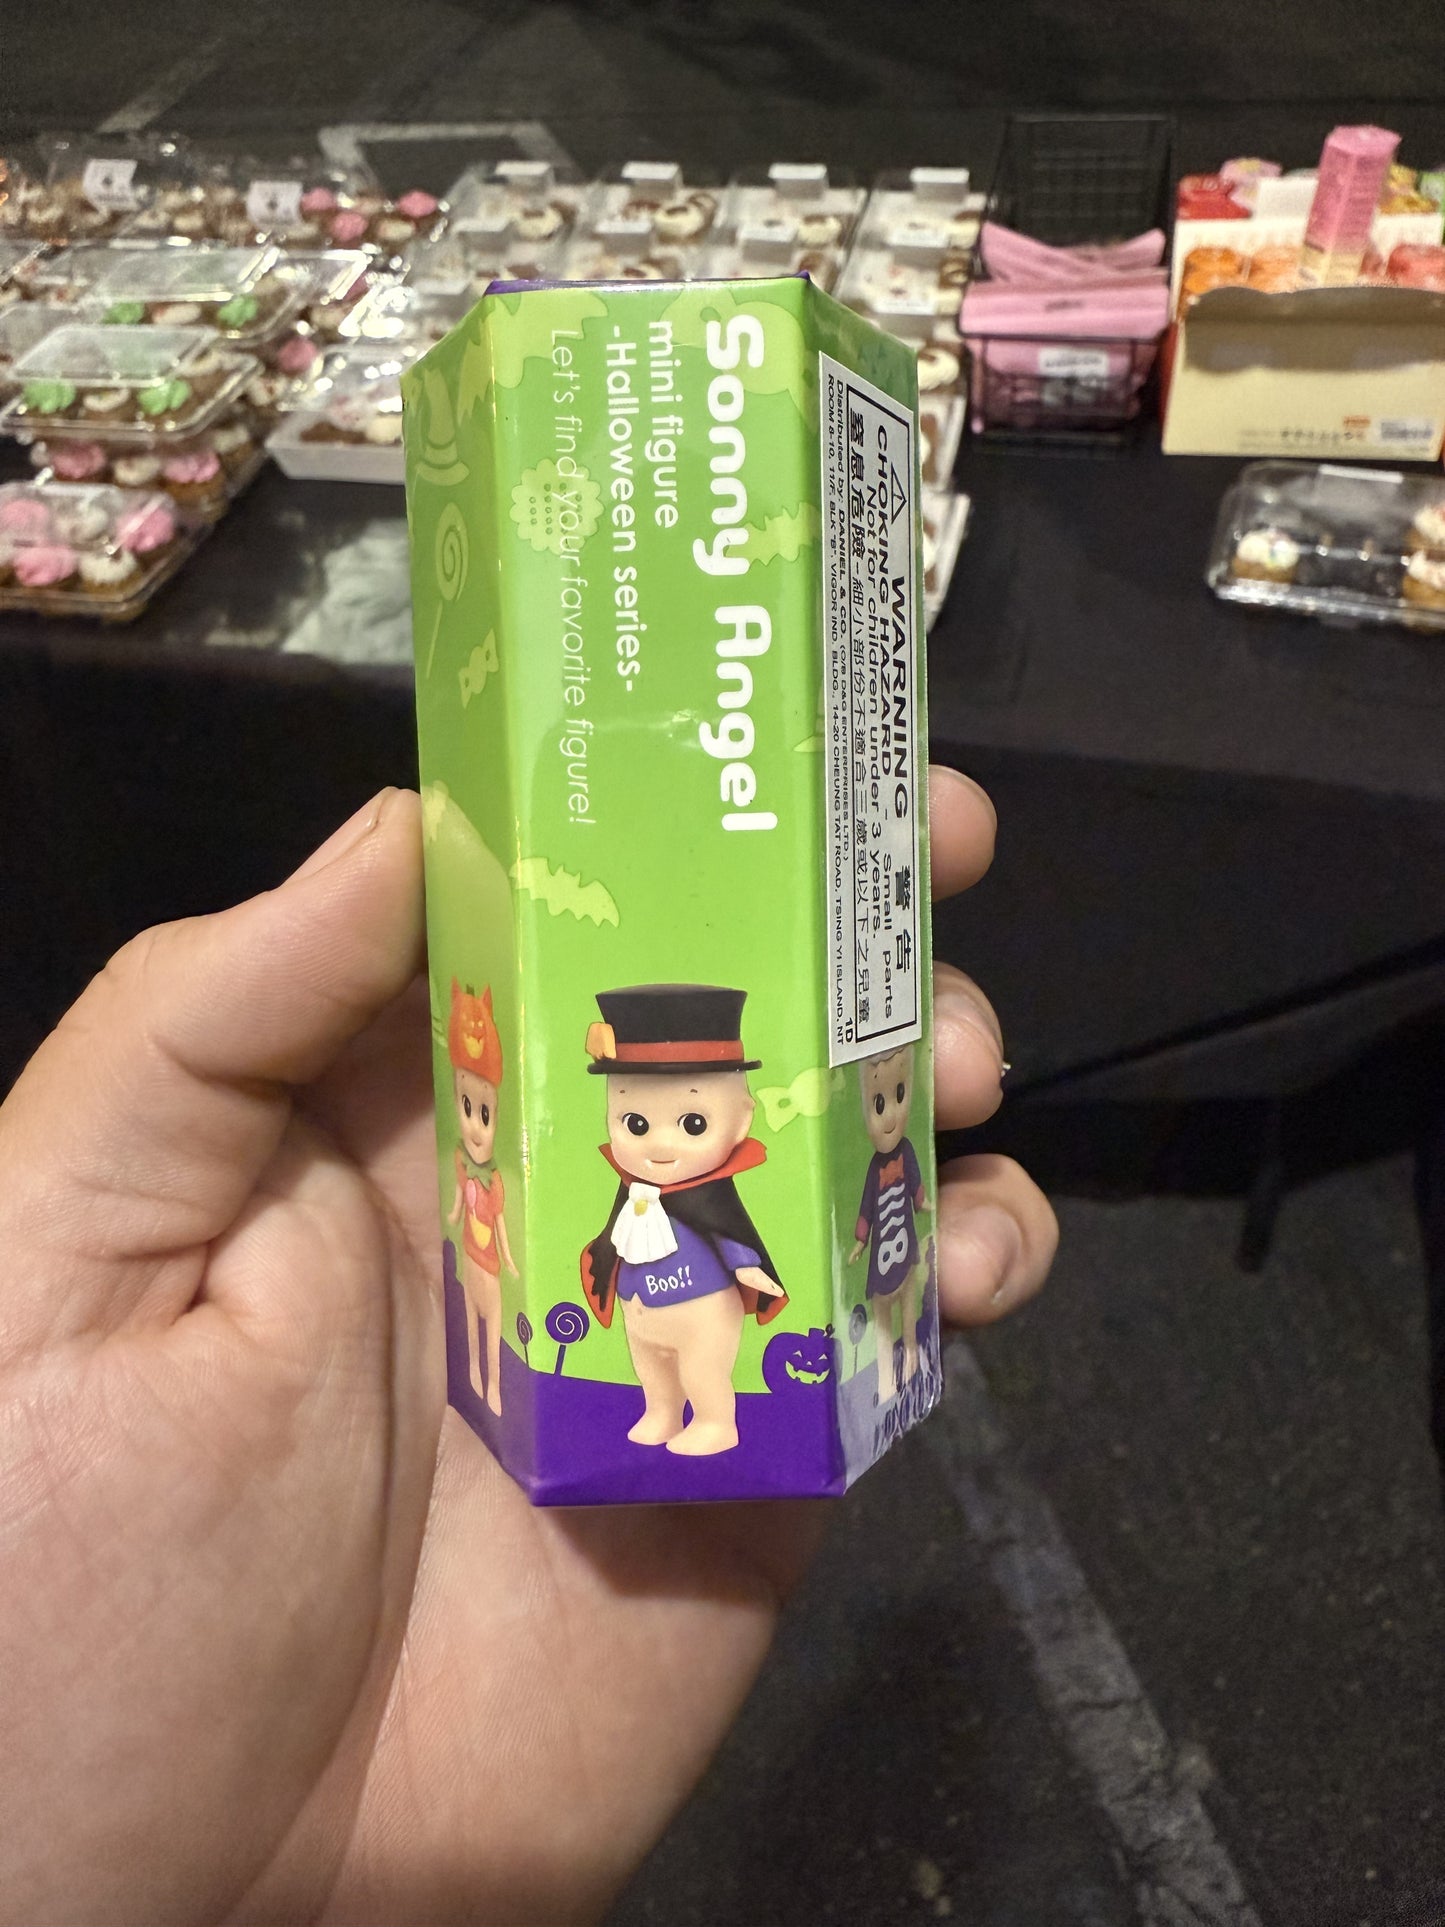 Sonny Angel
mini figure
-Halloween series-
Let's find your favorite figure!
Boo!!
WARNING 警告
CHOKING HAZARD - Small parts
Not for children under 3 years.
窒息危險 - 細小部份不適合三歲或以下之兒童
Distributed by: DANIEL & CO. (O/B D&G ENTERPRISES LTD.)
ROOM 8-10, 11/F, BLK "B", VIGOR IND. BLDG., 14-20 CHEUNG TAT ROAD, TSING YI ISLAND, NT
1D